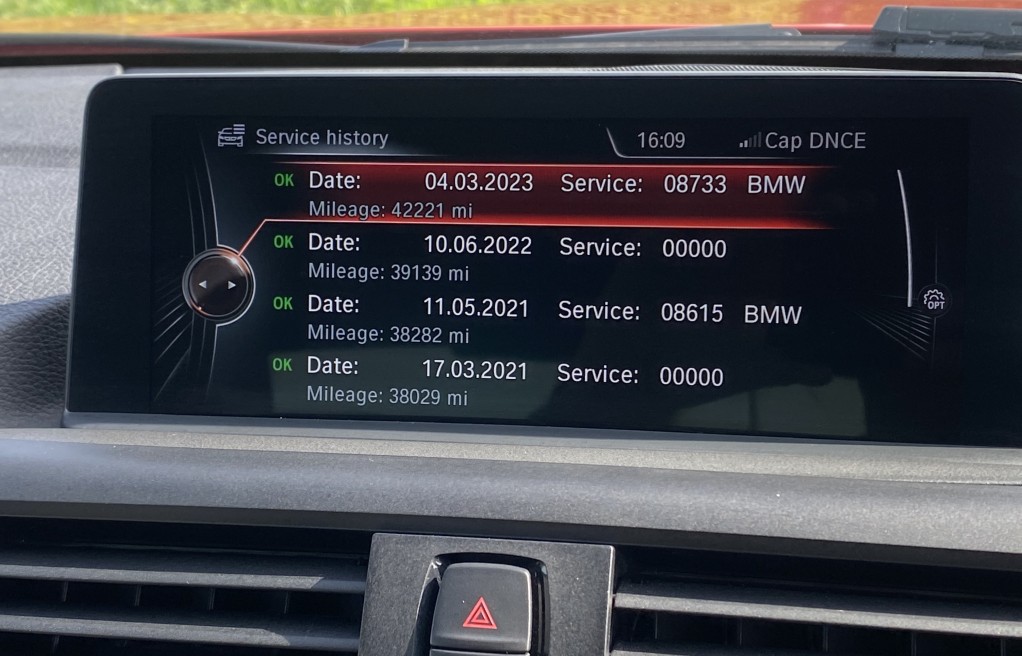 Service history 16:09 Cap DNCE
OK Date: 04.03.2023 Service: 08733 BMW
Mileage: 42221 mi
OK Date: 10.06.2022 Service: 00000
Mileage: 39139 mi
OK Date: 11.05.2021 Service: 08615 BMW
Mileage: 38282 mi
OK Date: 17.03.2021 Service: 00000
Mileage: 38029 mi
OPT